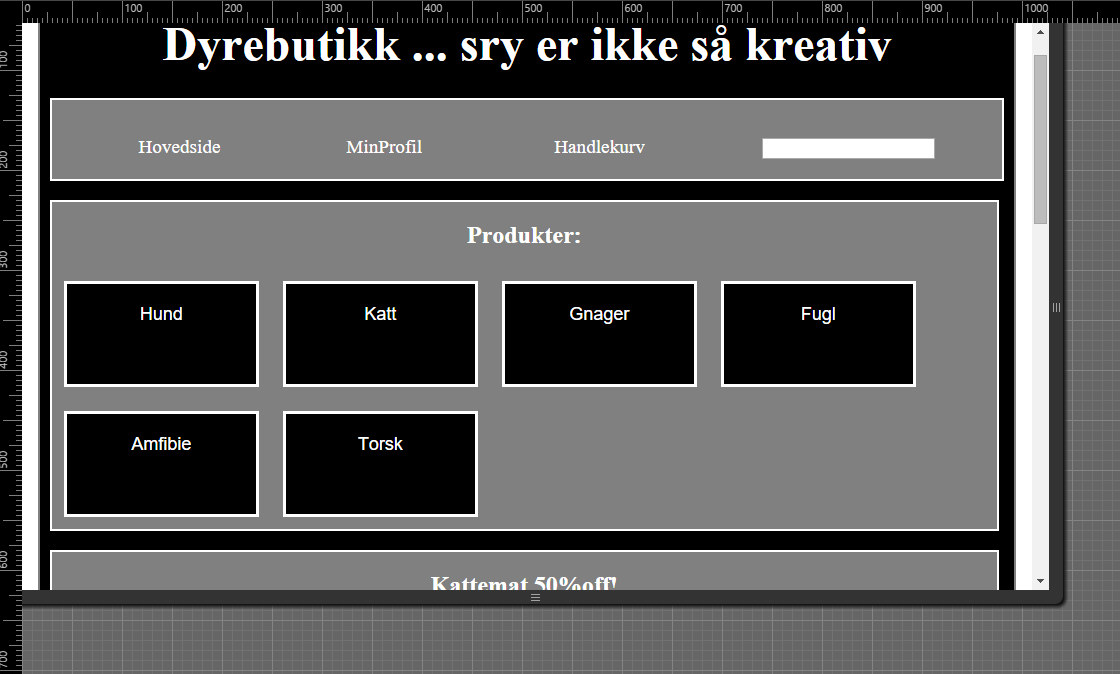 0 100 200 300 400 500 600 700 800 900 1000
Dyrebutikk ... sry er ikke så kreativ
100
Hovedside MinProfil Handlekurv
200
Produkter:
300
Hund Katt Gnager Fugl
400
Amfibie Torsk
500
600
Kattemat 50%off!
700